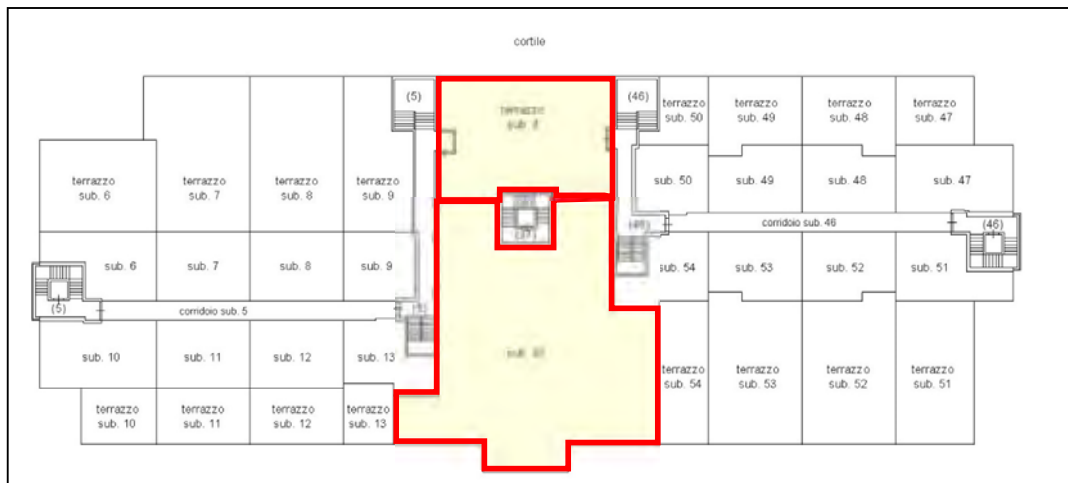 cortile
(5)
(46)
terrazzo
terrazzo
sub. 50
terrazzo
sub. 49
terrazzo
sub. 48
terrazzo
sub. 47
terrazzo
sub. 6
terrazzo
sub. 7
terrazzo
sub. 8
terrazzo
sub. 9
sub. 50
sub. 49
sub. 48
sub. 47
(37)
(46)
corridoio sub. 46
(46)
sub. 6
sub. 7
sub. 8
sub. 9
sub. 54
sub. 53
sub. 52
sub. 51
(5)
corridoio sub. 5
(5)
sub. 10
sub. 11
sub. 12
sub. 13
terrazzo
sub. 54
terrazzo
sub. 53
terrazzo
sub. 52
terrazzo
sub. 51
terrazzo
sub. 10
terrazzo
sub. 11
terrazzo
sub. 12
terrazzo
sub. 13